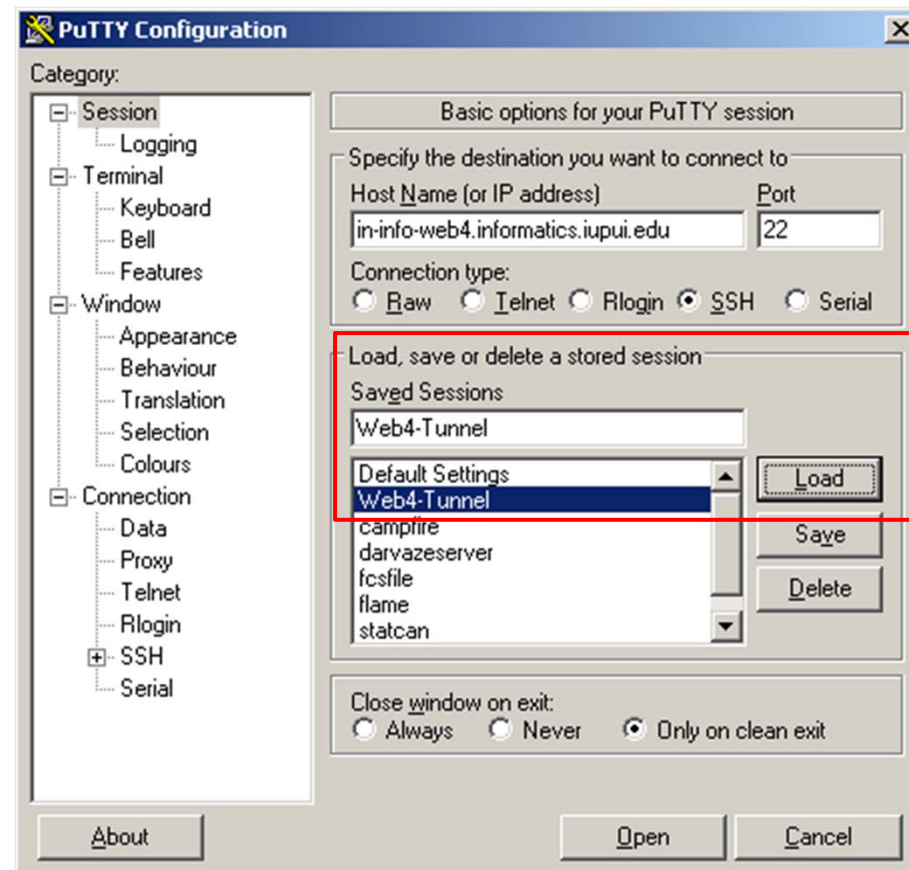 PuTTY Configuration
Category:
Session
Logging
Terminal
Keyboard
Bell
Features
Window
Appearance
Behaviour
Translation
Selection
Colours
Connection
Data
Proxy
Telnet
Rlogin
SSH
Serial
Basic options for your PuTTY session
Specify the destination you want to connect to
Host Name (or IP address) Port
in-info-web4.informatics.iupui.edu 22
Connection type:
Raw Telnet Rlogin SSH Serial
Load, save or delete a stored session
Saved Sessions
Web4-Tunnel
Default Settings
Web4-Tunnel
campfire
darvazeserver
fcsfile
flame
statcan
Load
Save
Delete
Close window on exit:
Always Never Only on clean exit
About Open Cancel